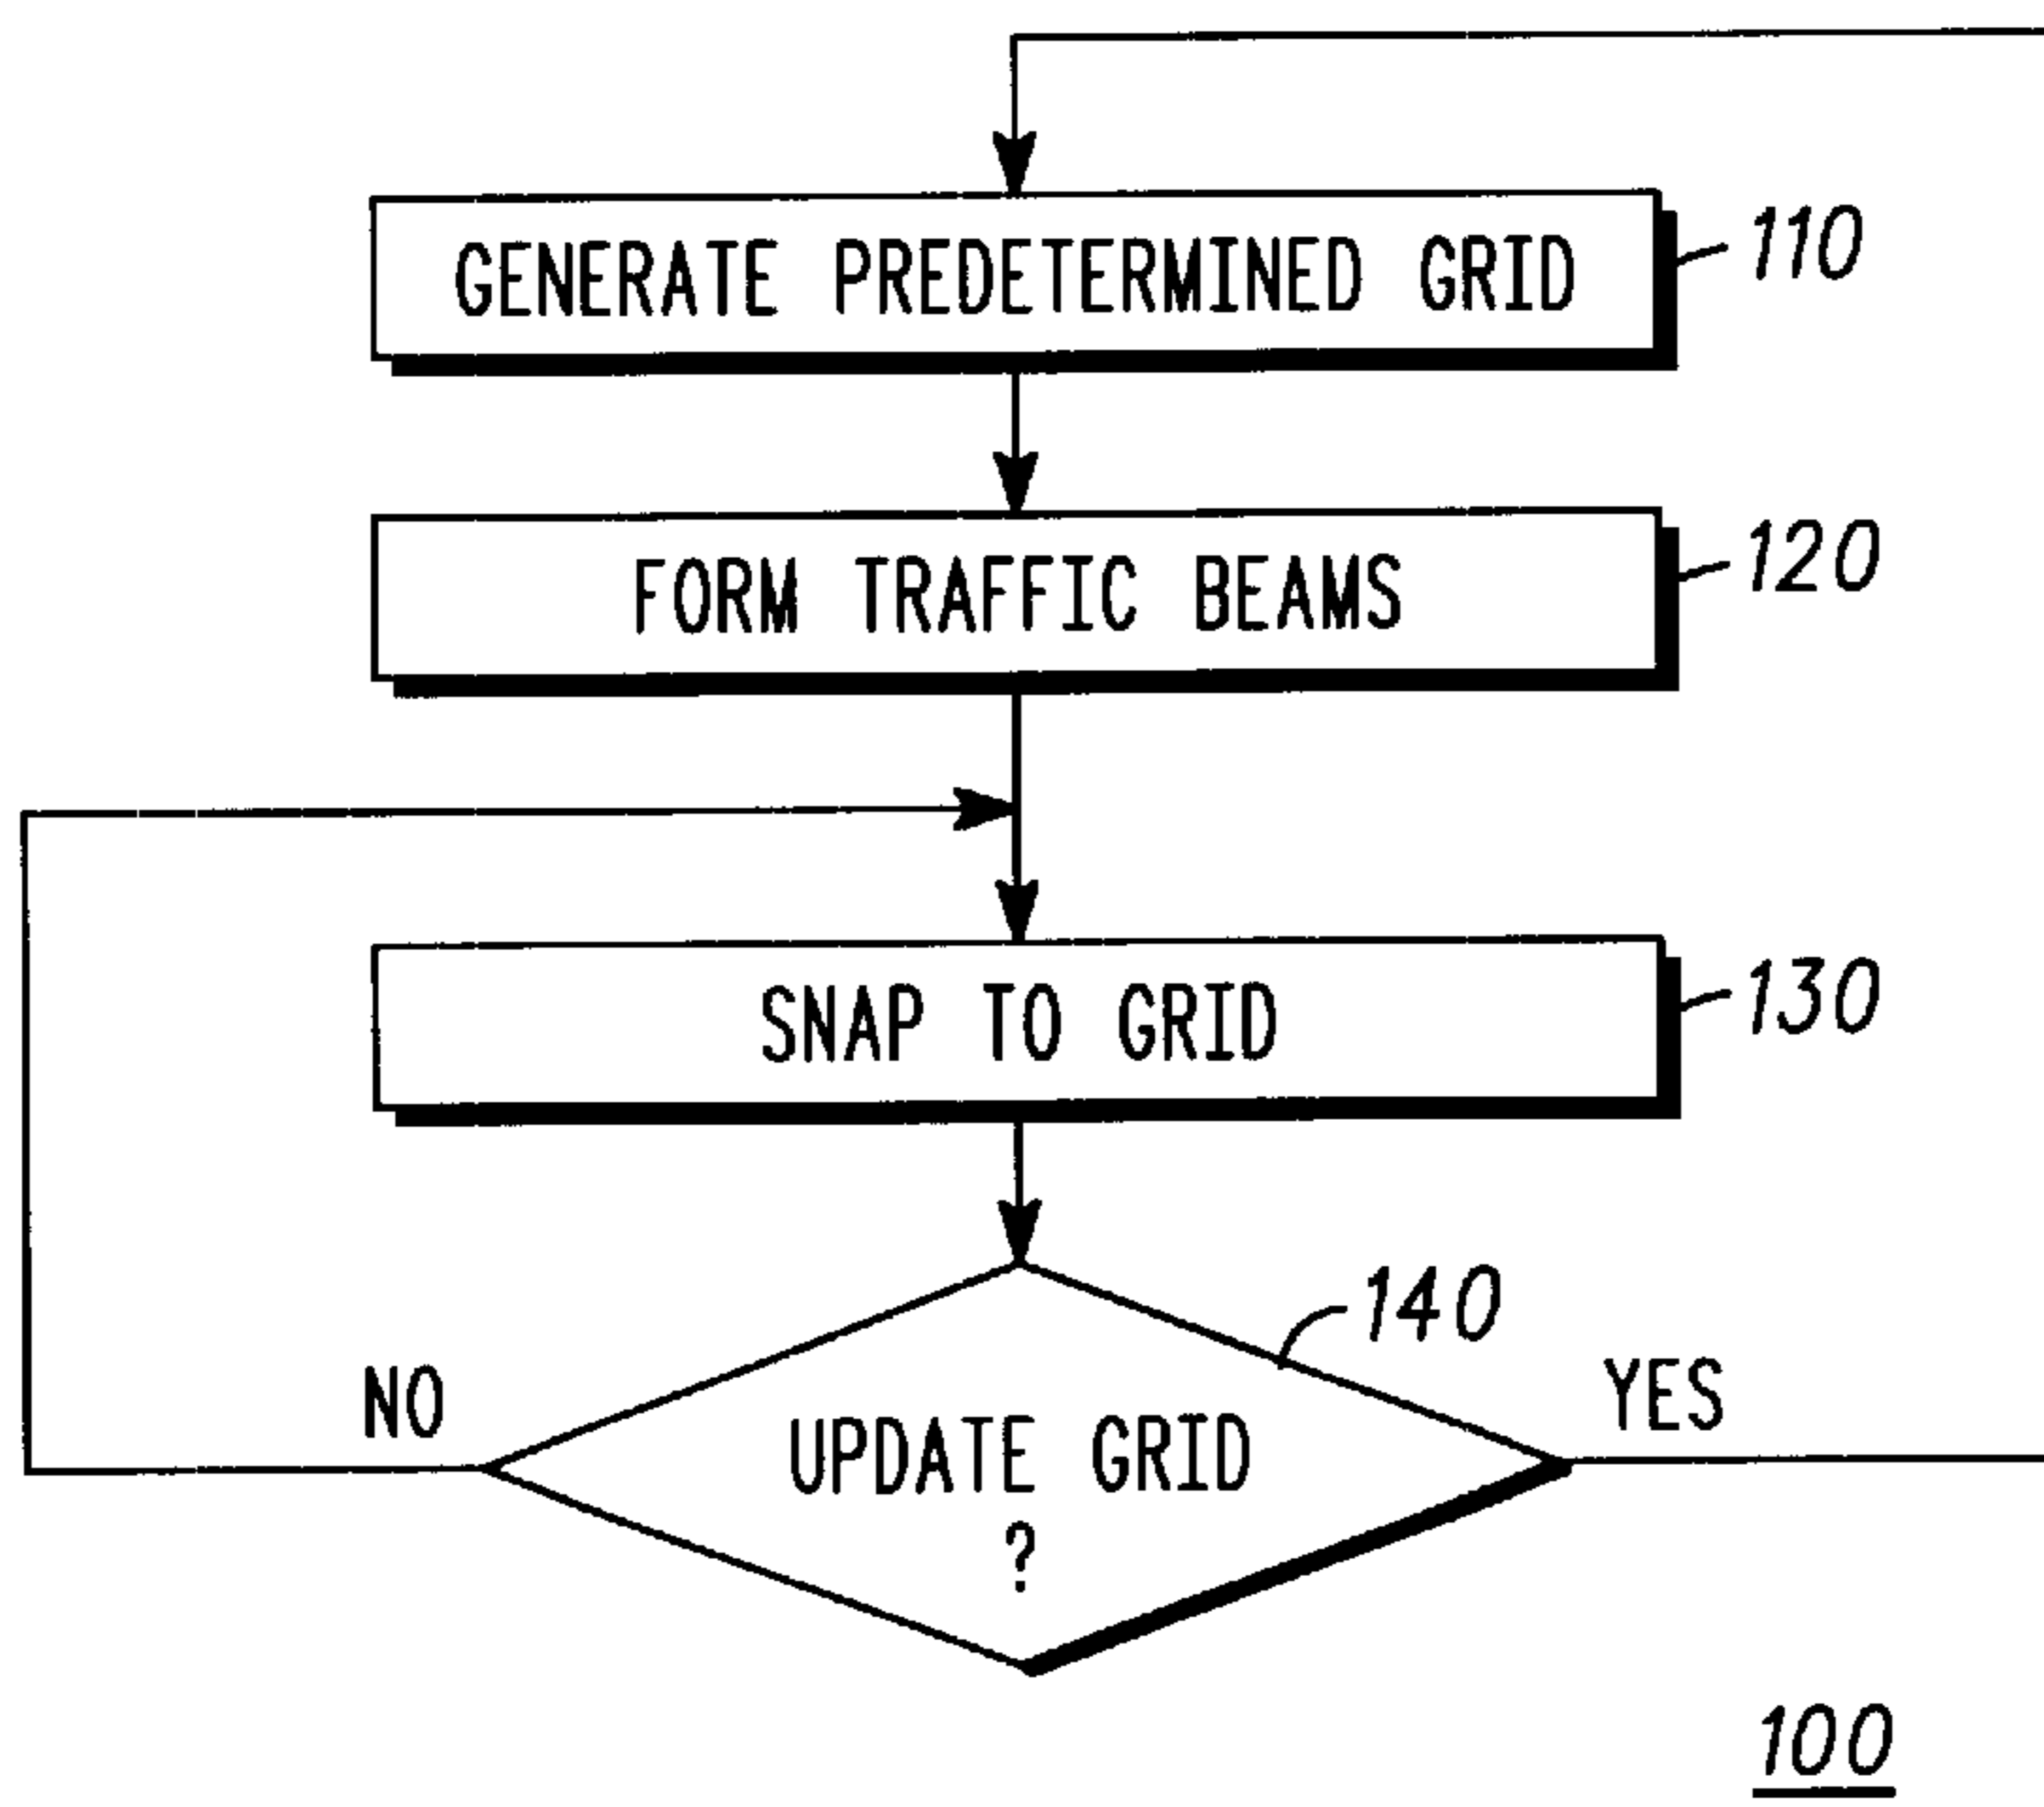 GENERATE PREDETERMINED GRID
110
FORM TRAFFIC BEAMS
120
SNAP TO GRID
130
140
NO
YES
UPDATE GRID
?
100